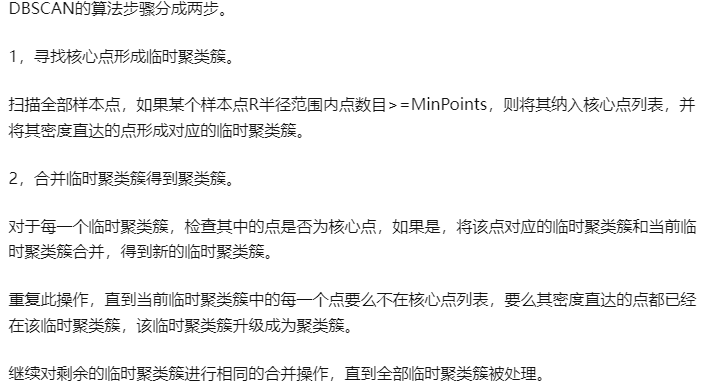 DBSCAN的算法步骤分成两步。
1，寻找核心点形成临时聚类簇。
扫描全部样本点，如果某个样本点R半径范围内点数目>=MinPoints，则将其纳入核心点列表，并
将其密度直达的点形成对应的临时聚类簇。
2，合并临时聚类簇得到聚类簇。
对于每一个临时聚类簇，检查其中的点是否为核心点，如果是，将该点对应的临时聚类簇和当前临
时聚类簇合并，得到新的临时聚类簇。
重复此操作，直到当前临时聚类簇中的每一个点要么不在核心点列表，要么其密度直达的点都已经
在该临时聚类簇，该临时聚类簇升级成为聚类簇。
继续对剩余的临时聚类簇进行相同的合并操作，直到全部临时聚类簇被处理。